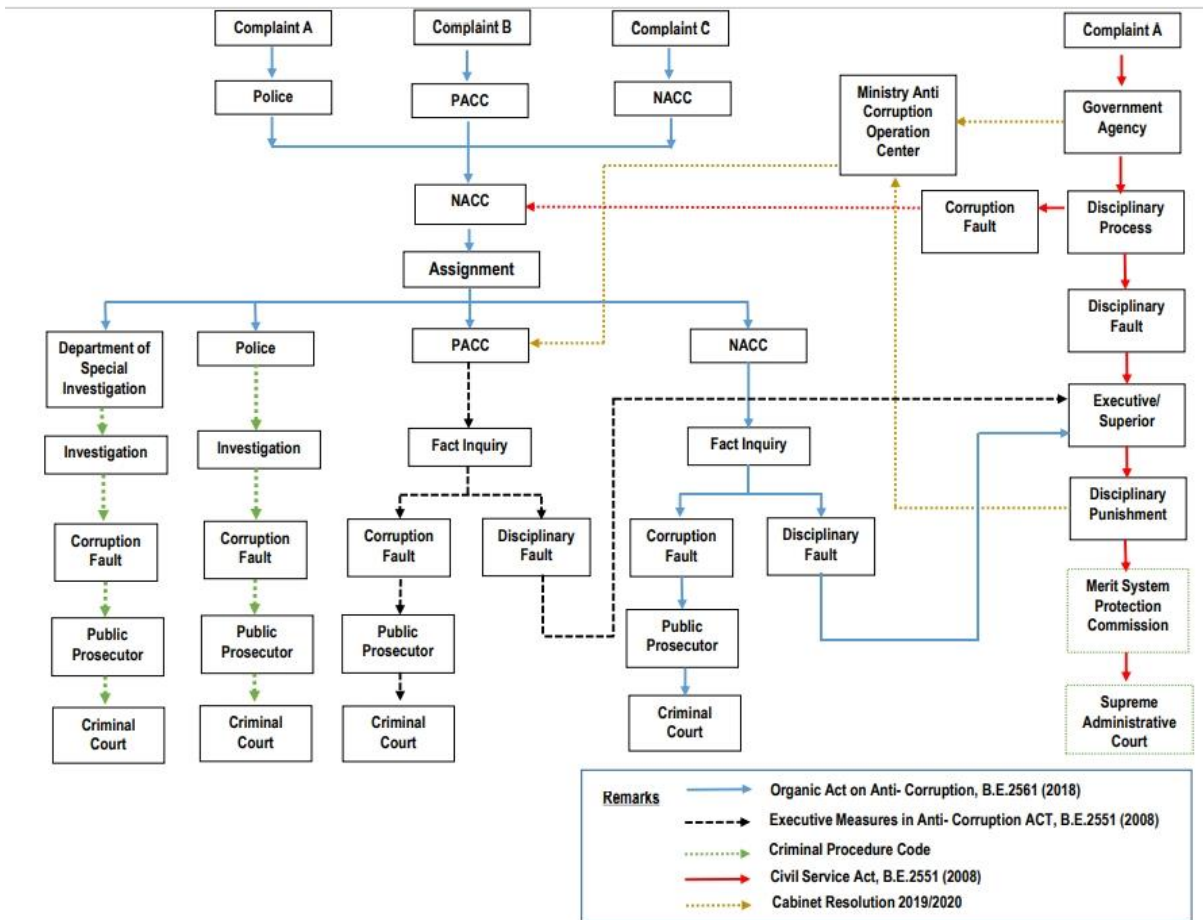 Complaint A
Complaint B
Complaint C
Complaint A
Police
PACC
NACC
Ministry Anti
Corruption
Operation
Center
Government
Agency
NACC
Corruption
Fault
Disciplinary
Process
Assignment
Disciplinary
Fault
Department of
Special
Investigation
Police
PACC
NACC
Executive/
Superior
Investigation
Investigation
Fact Inquiry
Fact Inquiry
Disciplinary
Punishment
Corruption
Fault
Corruption
Fault
Corruption
Fault
Disciplinary
Fault
Corruption
Fault
Disciplinary
Fault
Merit System
Protection
Commission
Public
Prosecutor
Public
Prosecutor
Public
Prosecutor
Public
Prosecutor
Criminal
Court
Criminal
Court
Criminal
Court
Criminal
Court
Supreme
Administrative
Court
Remarks
Organic Act on Anti- Corruption, B.E.2561 (2018)
Executive Measures in Anti- Corruption ACT, B.E.2551 (2008)
Criminal Procedure Code
Civil Service Act, B.E.2551 (2008)
Cabinet Resolution 2019/2020